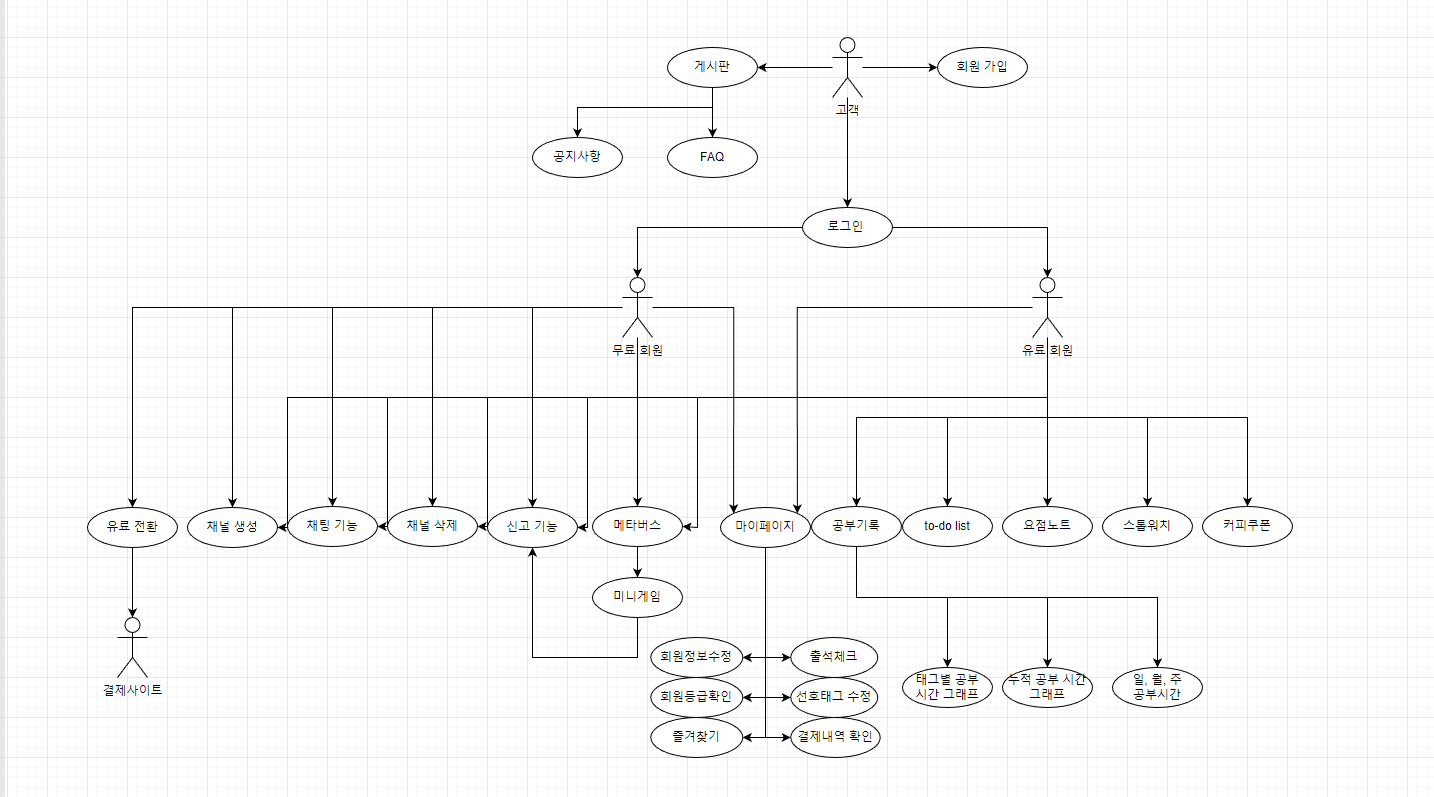 게시판
회원 가입
고객
공지사항
FAQ
로그인
무료 회원
유료 회원
유료 전환
채널 생성
채팅 기능
채널 삭제
신고 기능
메타버스
마이페이지
공부기록
to-do list
요점노트
스톱워치
커피쿠폰
미니게임
결제사이트
회원정보수정
출석체크
회원등급확인
선호태그 수정
즐겨찾기
결제내역 확인
태그별 공부
시간 그래프
누적 공부 시간
그래프
일, 월, 주
공부시간